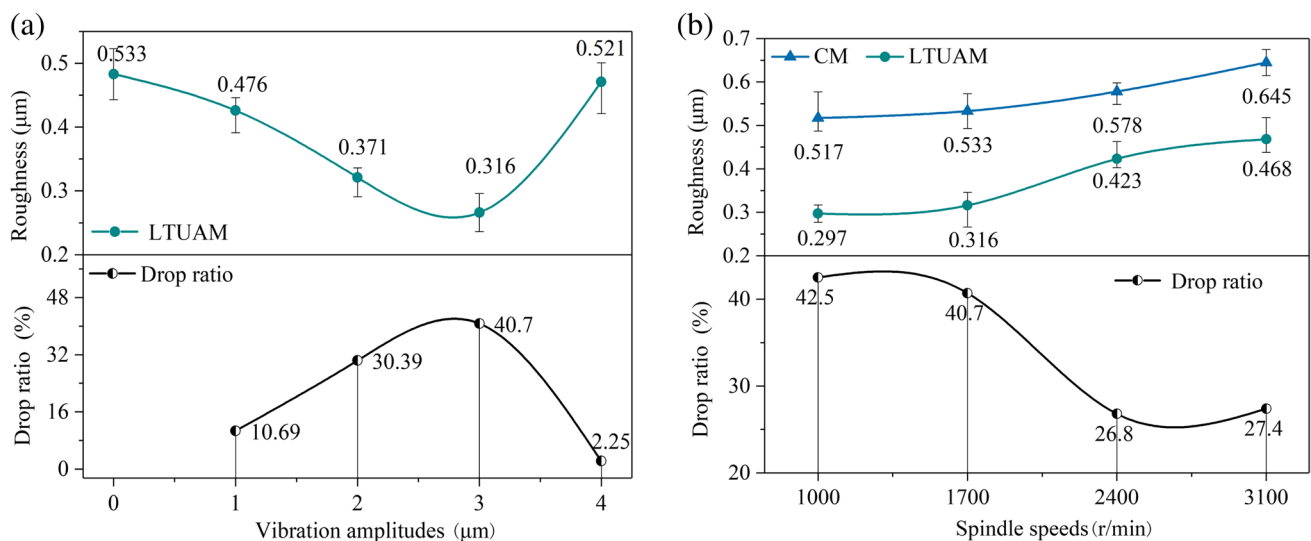 (a)
Roughness (μm)
0.5
0.4
0.3
0.2
0.533
0.476
0.371
0.316
0.521
LTUAM
Drop ratio
Drop ratio (%)
48
32
16
0
10.69
30.39
40.7
2.25
0 1 2 3 4
Vibration amplitudes (μm)
(b)
Roughness (μm)
0.7
0.6
0.5
0.4
0.3
0.2
CM LTUAM
0.517 0.533 0.578 0.645
0.297 0.316 0.423 0.468
Drop ratio
Drop ratio (%)
40
30
20
42.5
40.7
26.8
27.4
1000 1700 2400 3100
Spindle speeds (r/min)